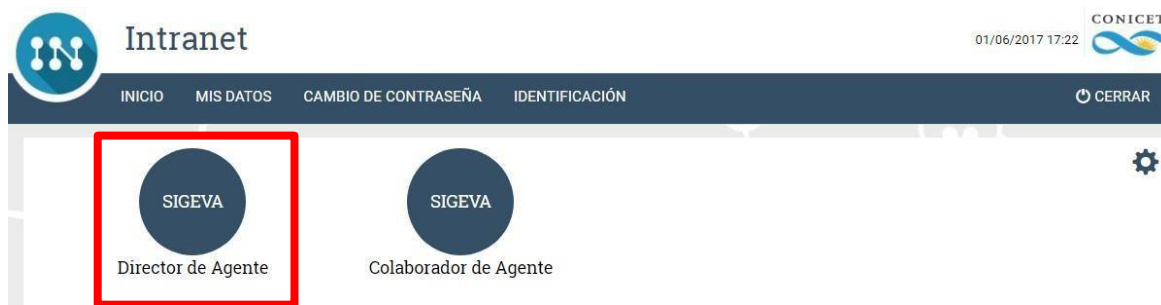 IN
Intranet
01/06/2017 17:22
CONICET
INICIO MIS DATOS CAMBIO DE CONTRASEÑA IDENTIFICACIÓN CERRAR
SIGEVA SIGEVA
Director de Agente Colaborador de Agente